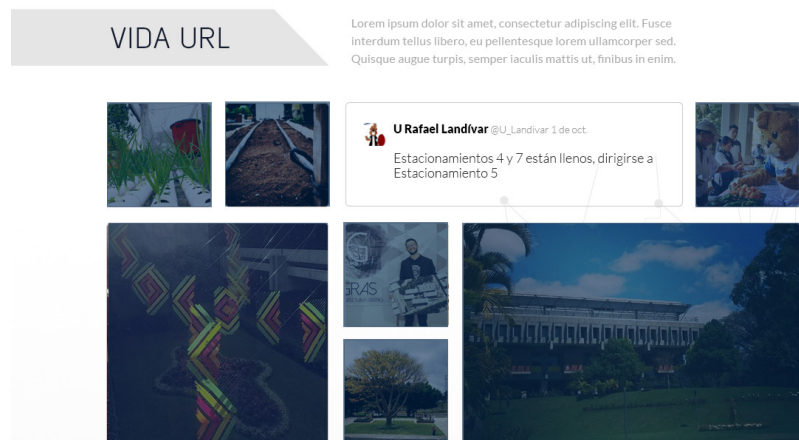 VIDA URL
Lorem ipsum dolor sit amet, consectetur adipiscing elit. Fusce
interdum tellus libero, eu pellentesque lorem ullamcorper sed.
Quisque augue turpis, semper iaculis mattis ut, finibus in enim.
U Rafael Landívar @U_Landivar 1 de oct.
Estacionamientos 4 y 7 están llenos, dirigirse a
Estacionamiento 5
G
GRAS